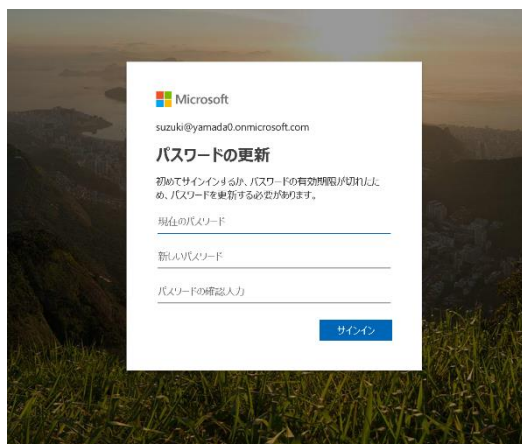 Microsoft
suzuki@yamada0.onmicrosoft.com
パスワードの更新
初めてサインインするか、パスワードの有効期限が切れたた
め、パスワードを更新する必要があります。
現在のパスワード
新しいパスワード
パスワードの確認入力
サインイン